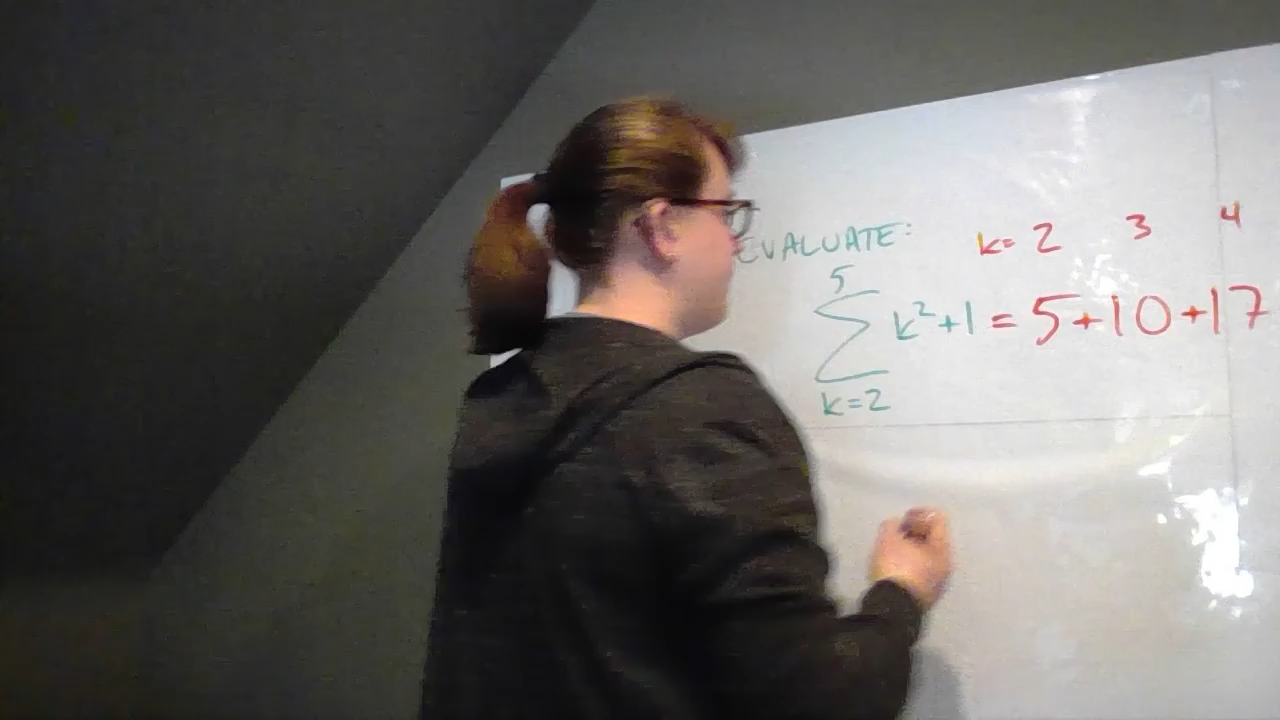 EVALUATE:
k= 2 3 4
5
∑ k²+1 = 5+10+17
k=2